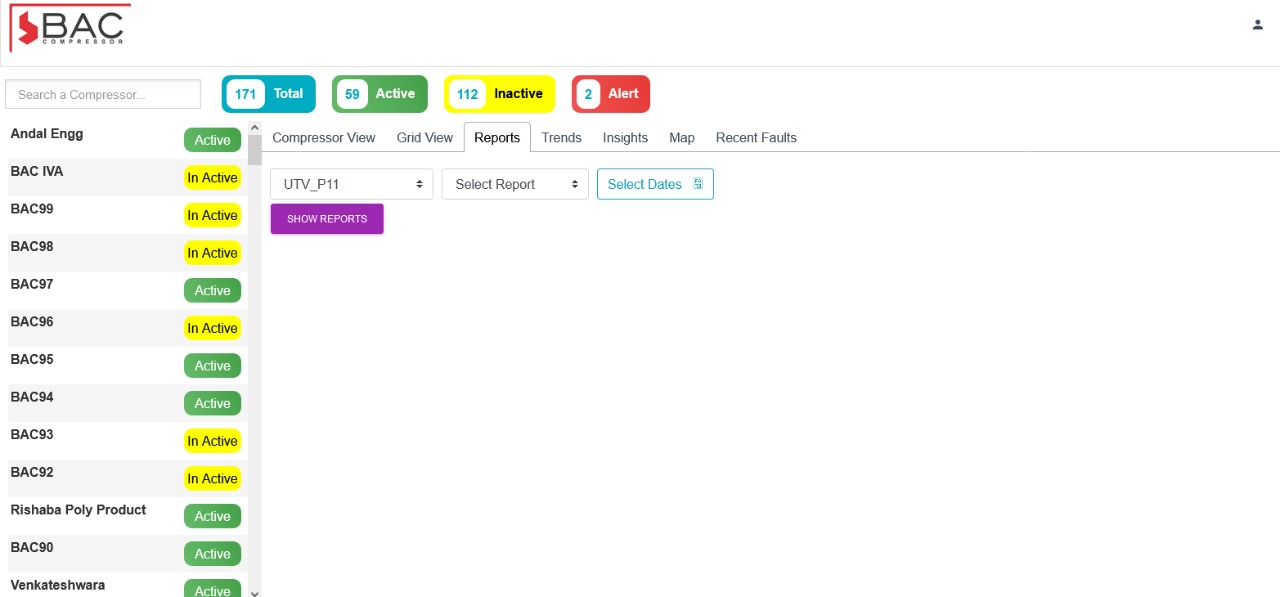 BAC
COMPRESSOR
Search a Compressor...
171 Total
59 Active
112 Inactive
2 Alert
Andal Engg Active
BAC IVA In Active
BAC99 In Active
BAC98 In Active
BAC97 Active
BAC96 In Active
BAC95 Active
BAC94 Active
BAC93 In Active
BAC92 In Active
Rishaba Poly Product Active
BAC90 Active
Venkateshwara Active
Compressor View Grid View Reports Trends Insights Map Recent Faults
UTV_P11 Select Report Select Dates
SHOW REPORTS